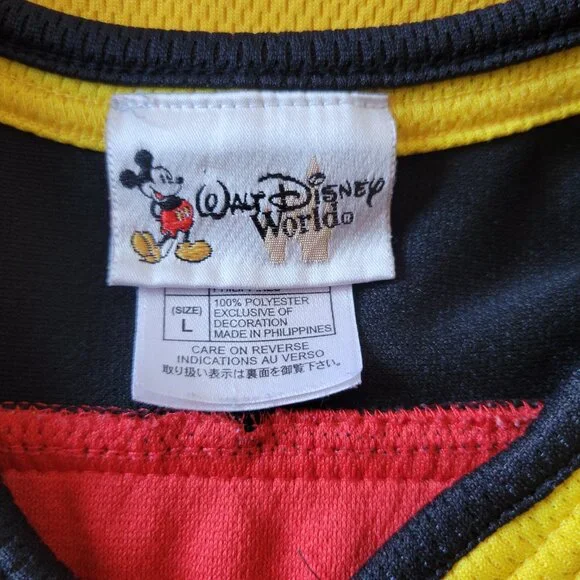 WALT DISNEY
World
PHILIPPINES
(SIZE)
L
100% POLYESTER
EXCLUSIVE OF
DECORATION
MADE IN PHILIPPINES
CARE ON REVERSE
INDICATIONS AU VERSO
取り扱い表示は裏面を御覧下さい。